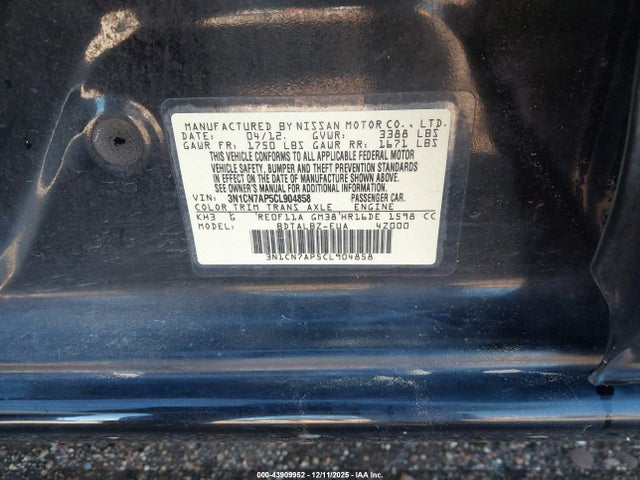 MANUFACTURED BY NISSAN MOTOR CO., LTD.
DATE: 04/12. GVWR: 3388 LBS
GAWR FR: 1750 LBS GAWR RR: 1671 LBS
THIS VEHICLE CONFORMS TO ALL APPLICABLE FEDERAL MOTOR
VEHICLE SAFETY, BUMPER AND THEFT PREVENTION STANDARDS
IN EFFECT ON THE DATE OF MANUFACTURE SHOWN ABOVE.
SEE OWNER'S MANUAL FOR ADDITIONAL INFORMATION.
VIN: 3N1CN7AP5CL904858 PASSENGER CAR.
COLOR TRIM TRANS AXLE ENGINE
KH3 G RE0F11A GM38 HR16DE 1598 CC
MODEL: BDTALBZ-EUA 4Z000
3N1CN7AP5CL904858
000-43909952 - 12/11/2025 - IAA Inc.